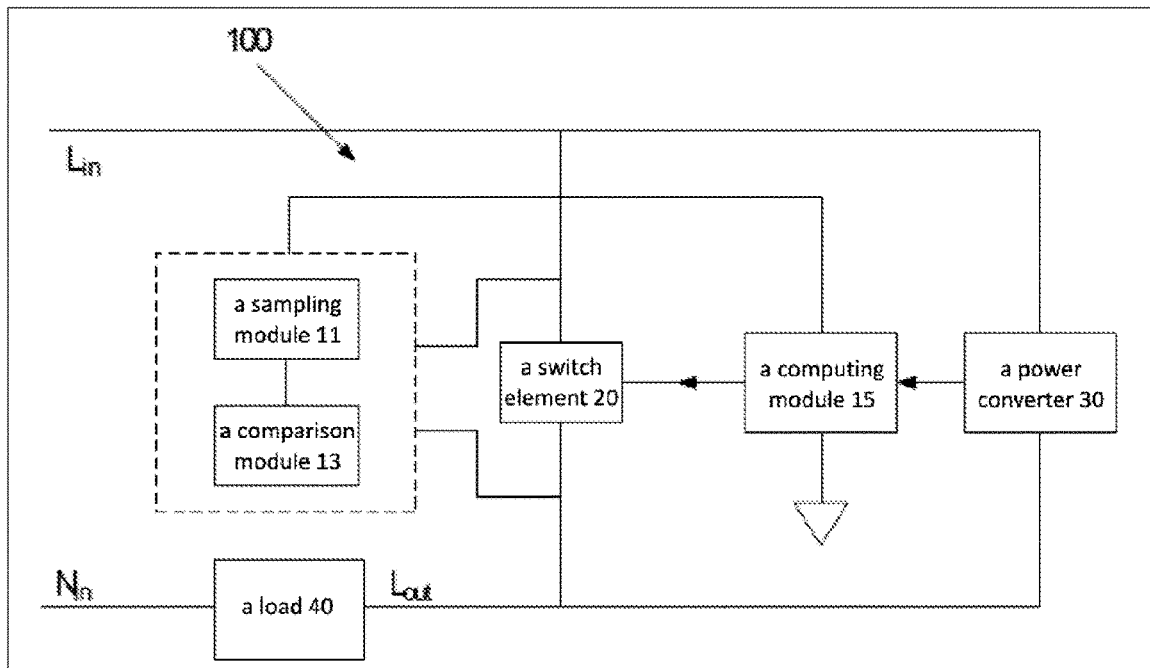 100
Lin
a sampling
module 11
a comparison
module 13
a switch
element 20
a computing
module 15
a power
converter 30
Nin
a load 40
Lout